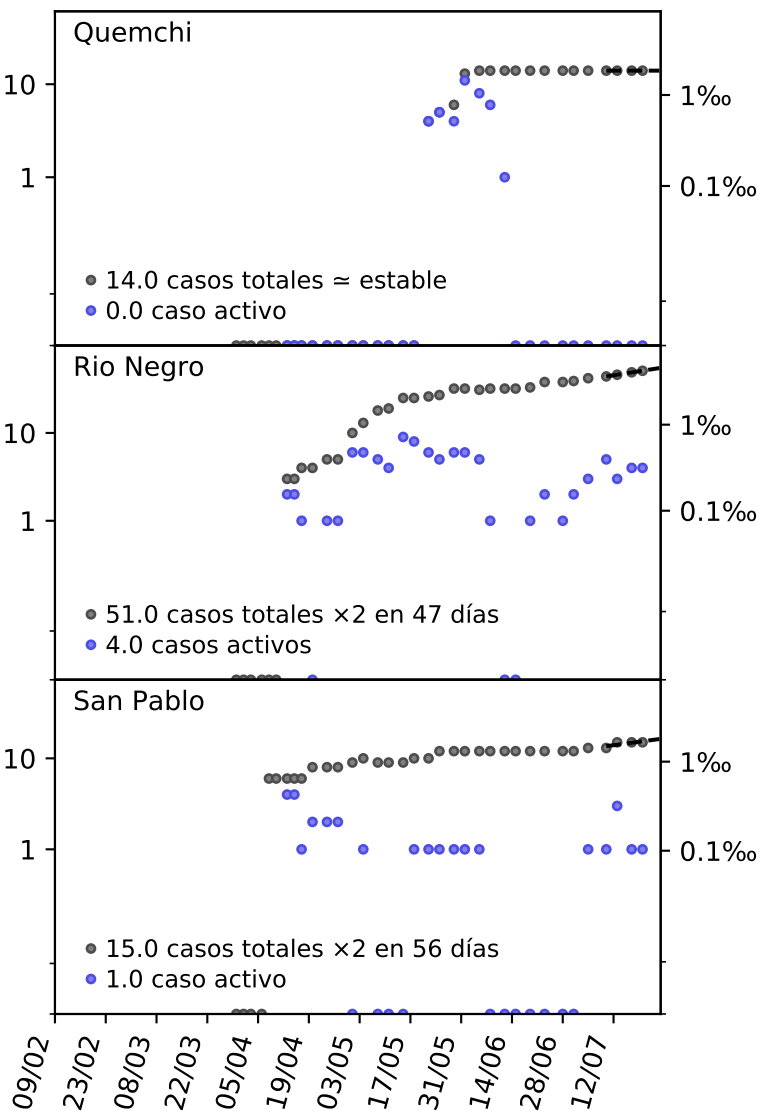 Quemchi
10
1‰
1
0.1‰
14.0 casos totales ≃ estable
0.0 caso activo
Rio Negro
10
1‰
1
0.1‰
51.0 casos totales ×2 en 47 días
4.0 casos activos
San Pablo
10
1‰
1
0.1‰
15.0 casos totales ×2 en 56 días
1.0 caso activo
09/02
23/02
08/03
22/03
05/04
19/04
03/05
17/05
31/05
14/06
28/06
12/07